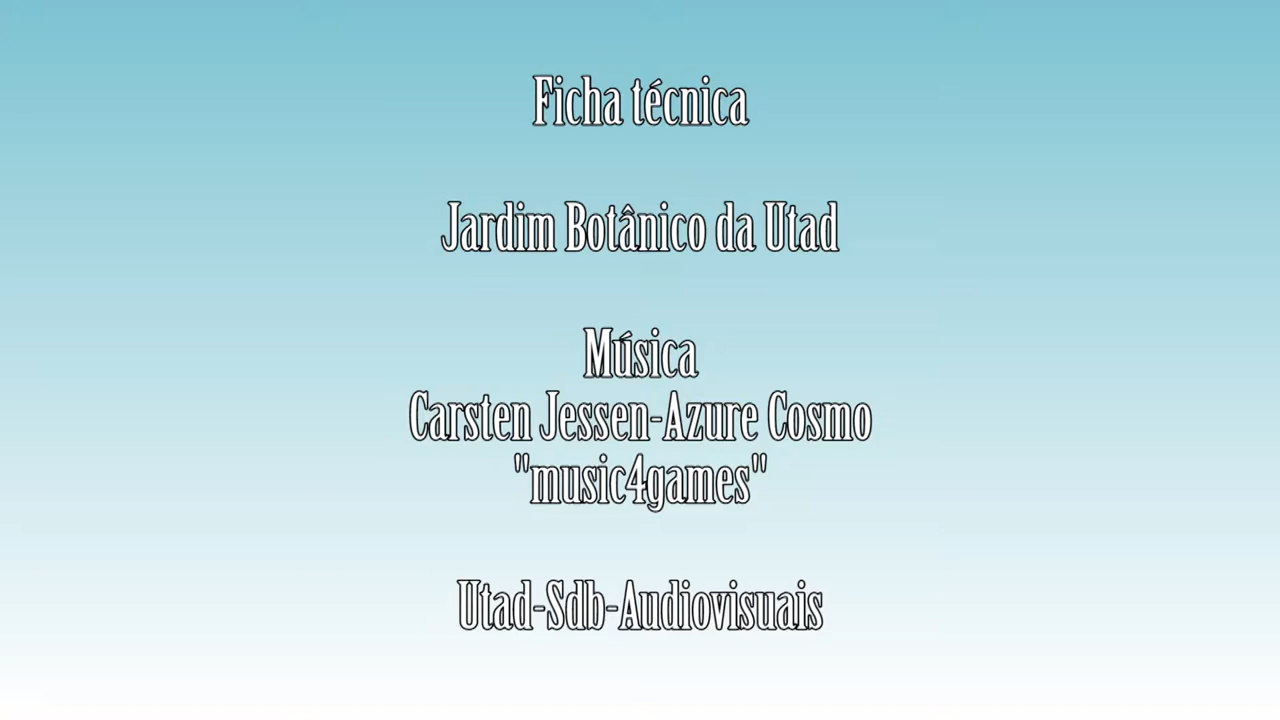 Ficha técnica
Jardim Botânico da Utad
Música
Carsten Jessen-Azure Cosmo
"music4games"
Utad-Sdb-Audiovisuais